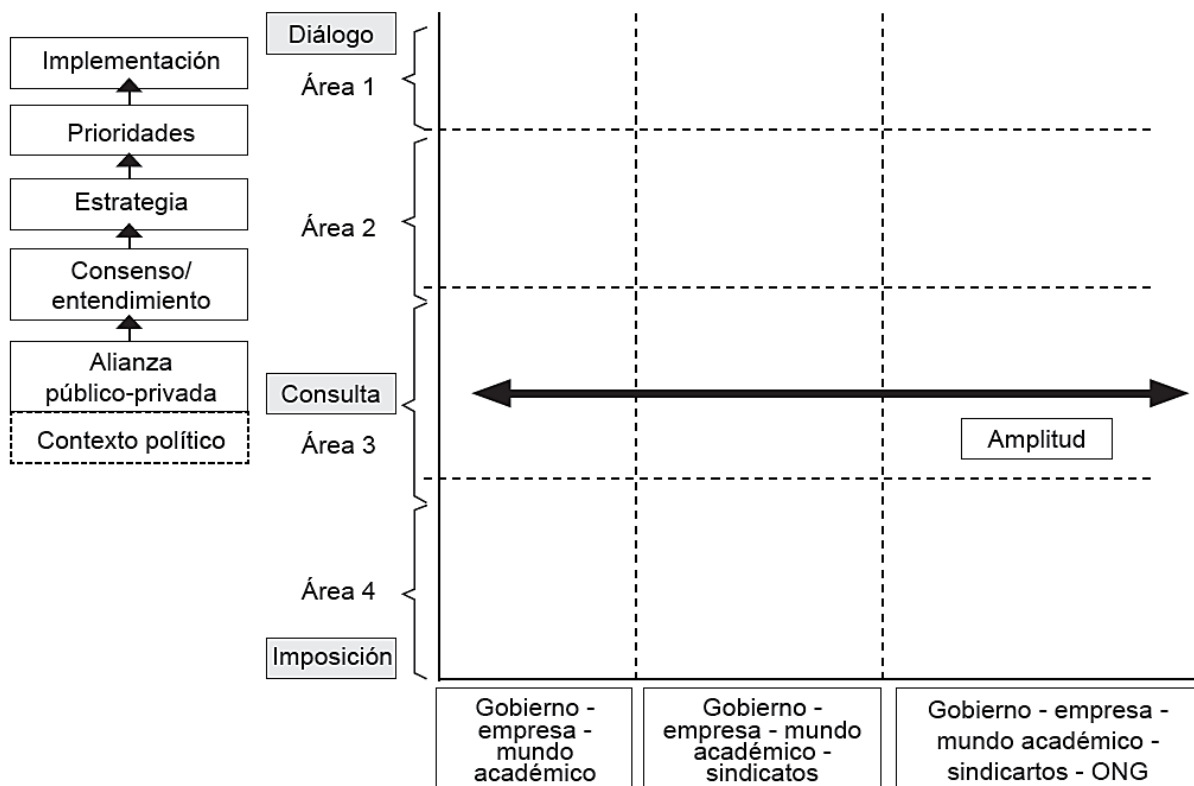 Implementación
Prioridades
Estrategia
Consenso/
entendimiento
Alianza
público-privada
Contexto político
Diálogo
Área 1
Área 2
Consulta
Área 3
Área 4
Imposición
Amplitud
Gobierno -
empresa -
mundo
académico
Gobierno -
empresa - mundo
académico -
sindicatos
Gobierno - empresa -
mundo académico -
sindicartos - ONG